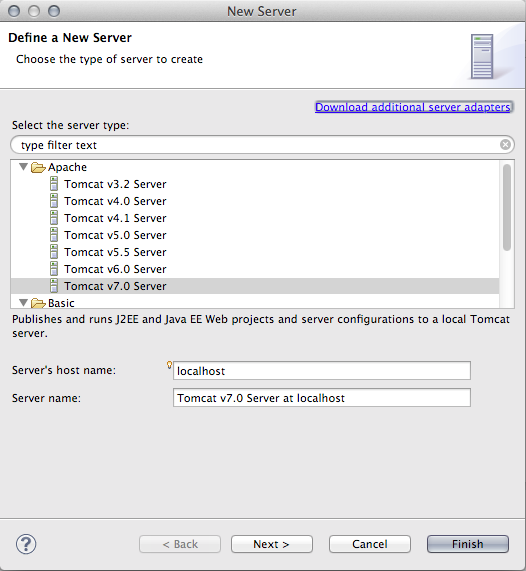 New Server
Define a New Server
Choose the type of server to create
Download additional server adapters
Select the server type:
type filter text
Apache
Tomcat v3.2 Server
Tomcat v4.0 Server
Tomcat v4.1 Server
Tomcat v5.0 Server
Tomcat v5.5 Server
Tomcat v6.0 Server
Tomcat v7.0 Server
Basic
Publishes and runs J2EE and Java EE Web projects and server configurations to a local Tomcat
server.
Server's host name: localhost
Server name: Tomcat v7.0 Server at localhost
? < Back Next > Cancel Finish